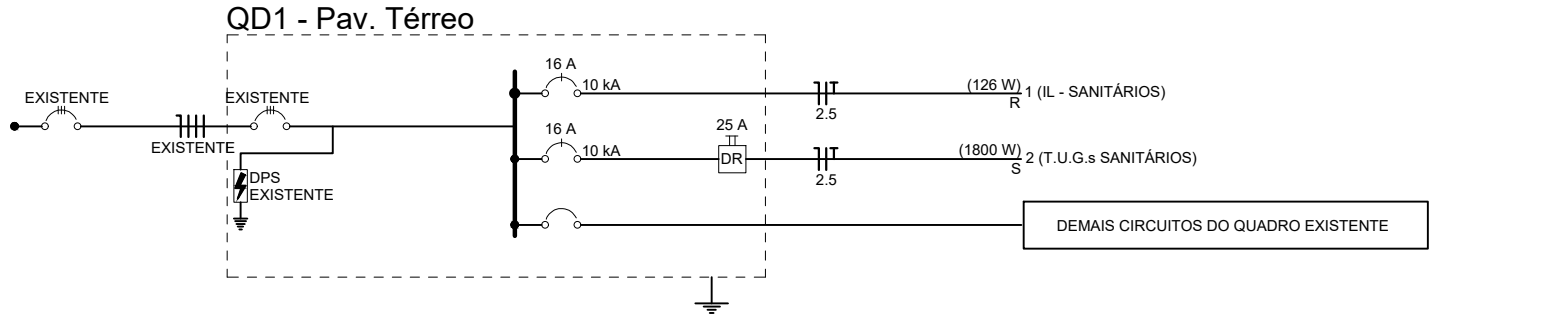 QD1 - Pav. Térreo
EXISTENTE
EXISTENTE
EXISTENTE
DPS
EXISTENTE
16 A
10 kA
2.5
(126 W)
R
1 (IL - SANITÁRIOS)
16 A
10 kA
25 A
DR
2.5
(1800 W)
S
2 (T.U.G.s SANITÁRIOS)
DEMAIS CIRCUITOS DO QUADRO EXISTENTE